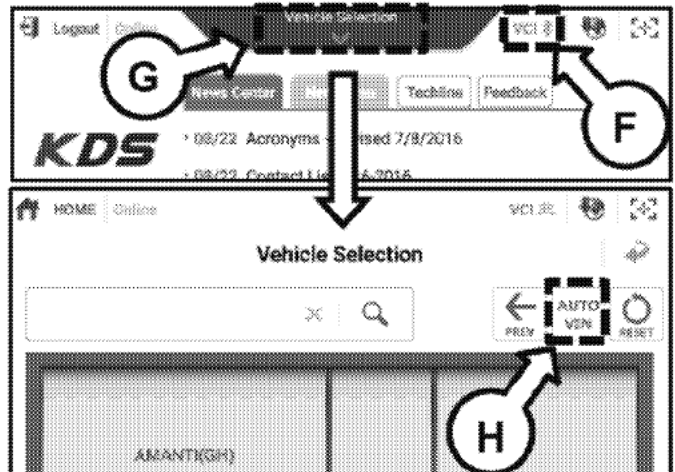 Logout Online Vehicle Selection VCI
G
F
News Center Techline Feedback
KDS
08/22 Acronyms 7/8/2016
08/22 Contact
HOME Online VCI
Vehicle Selection
PREV AUTO VIN RESET
H
AMANTI(GH)